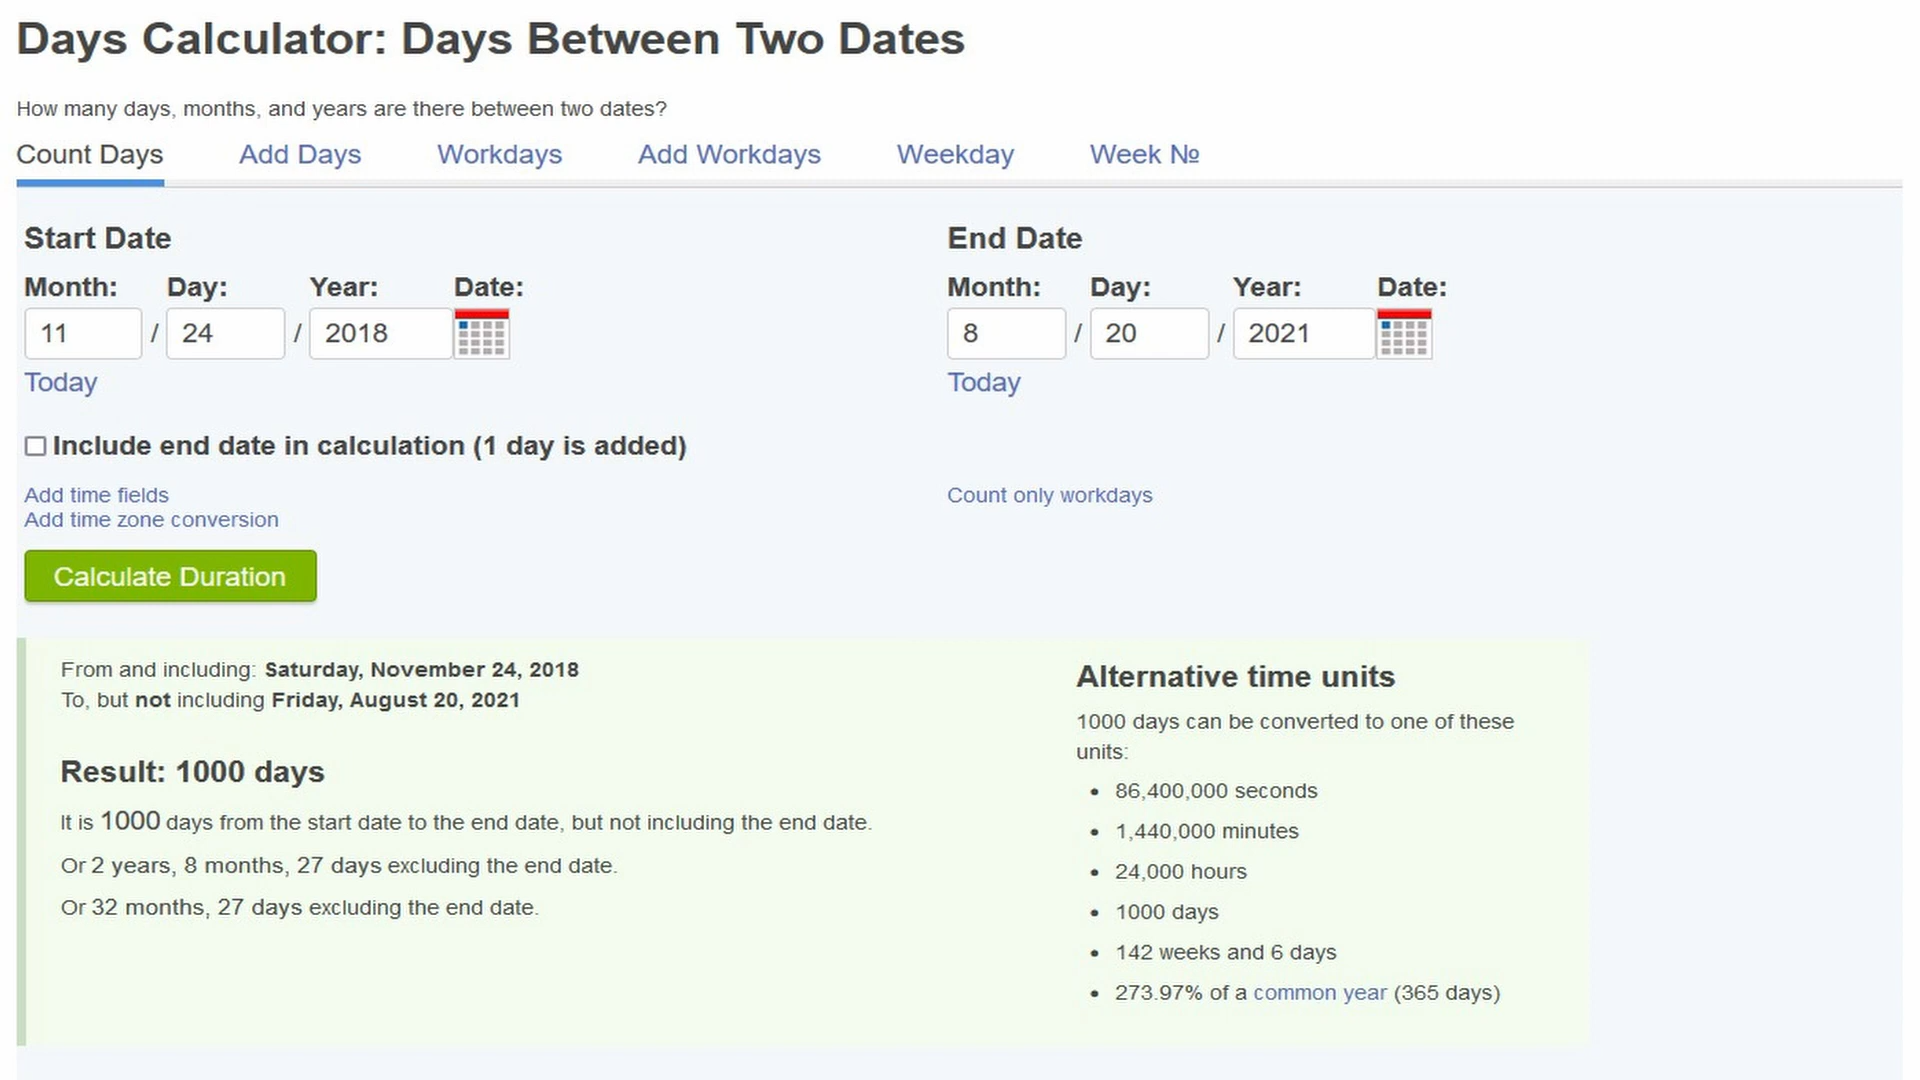 Days Calculator: Days Between Two Dates
How many days, months, and years are there between two dates?
Count Days Add Days Workdays Add Workdays Weekday Week №
Start Date End Date
Month: Day: Year: Date: Month: Day: Year: Date:
11 / 24 / 2018 8 / 20 / 2021
Today Today
Include end date in calculation (1 day is added)
Add time fields Count only workdays
Add time zone conversion
Calculate Duration
From and including: Saturday, November 24, 2018
To, but not including Friday, August 20, 2021
Result: 1000 days
It is 1000 days from the start date to the end date, but not including the end date.
Or 2 years, 8 months, 27 days excluding the end date.
Or 32 months, 27 days excluding the end date.
Alternative time units
1000 days can be converted to one of these
units:
• 86,400,000 seconds
• 1,440,000 minutes
• 24,000 hours
• 1000 days
• 142 weeks and 6 days
• 273.97% of a common year (365 days)